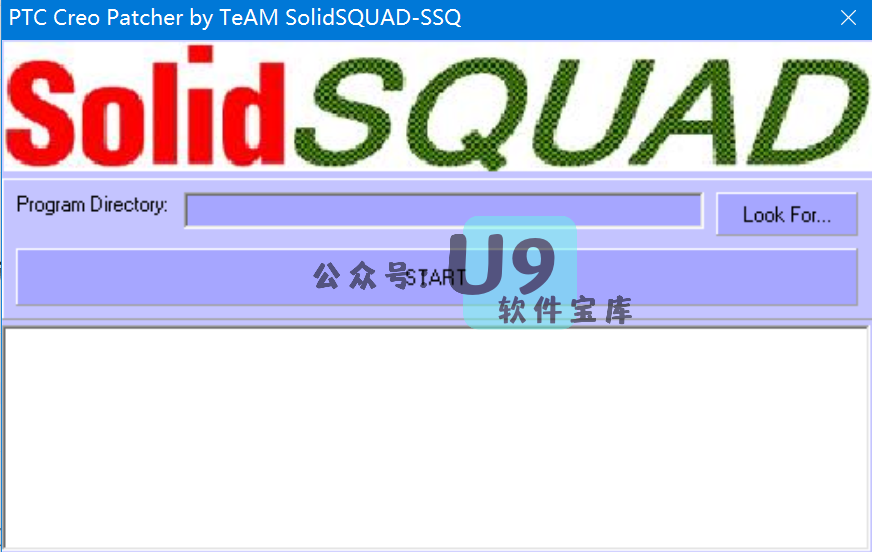 PTC Creo Patcher by TeAM SolidSQUAD-SSQ
SolidSQUAD
Program Directory:
Look For...
START
公众号:U9
软件宝库